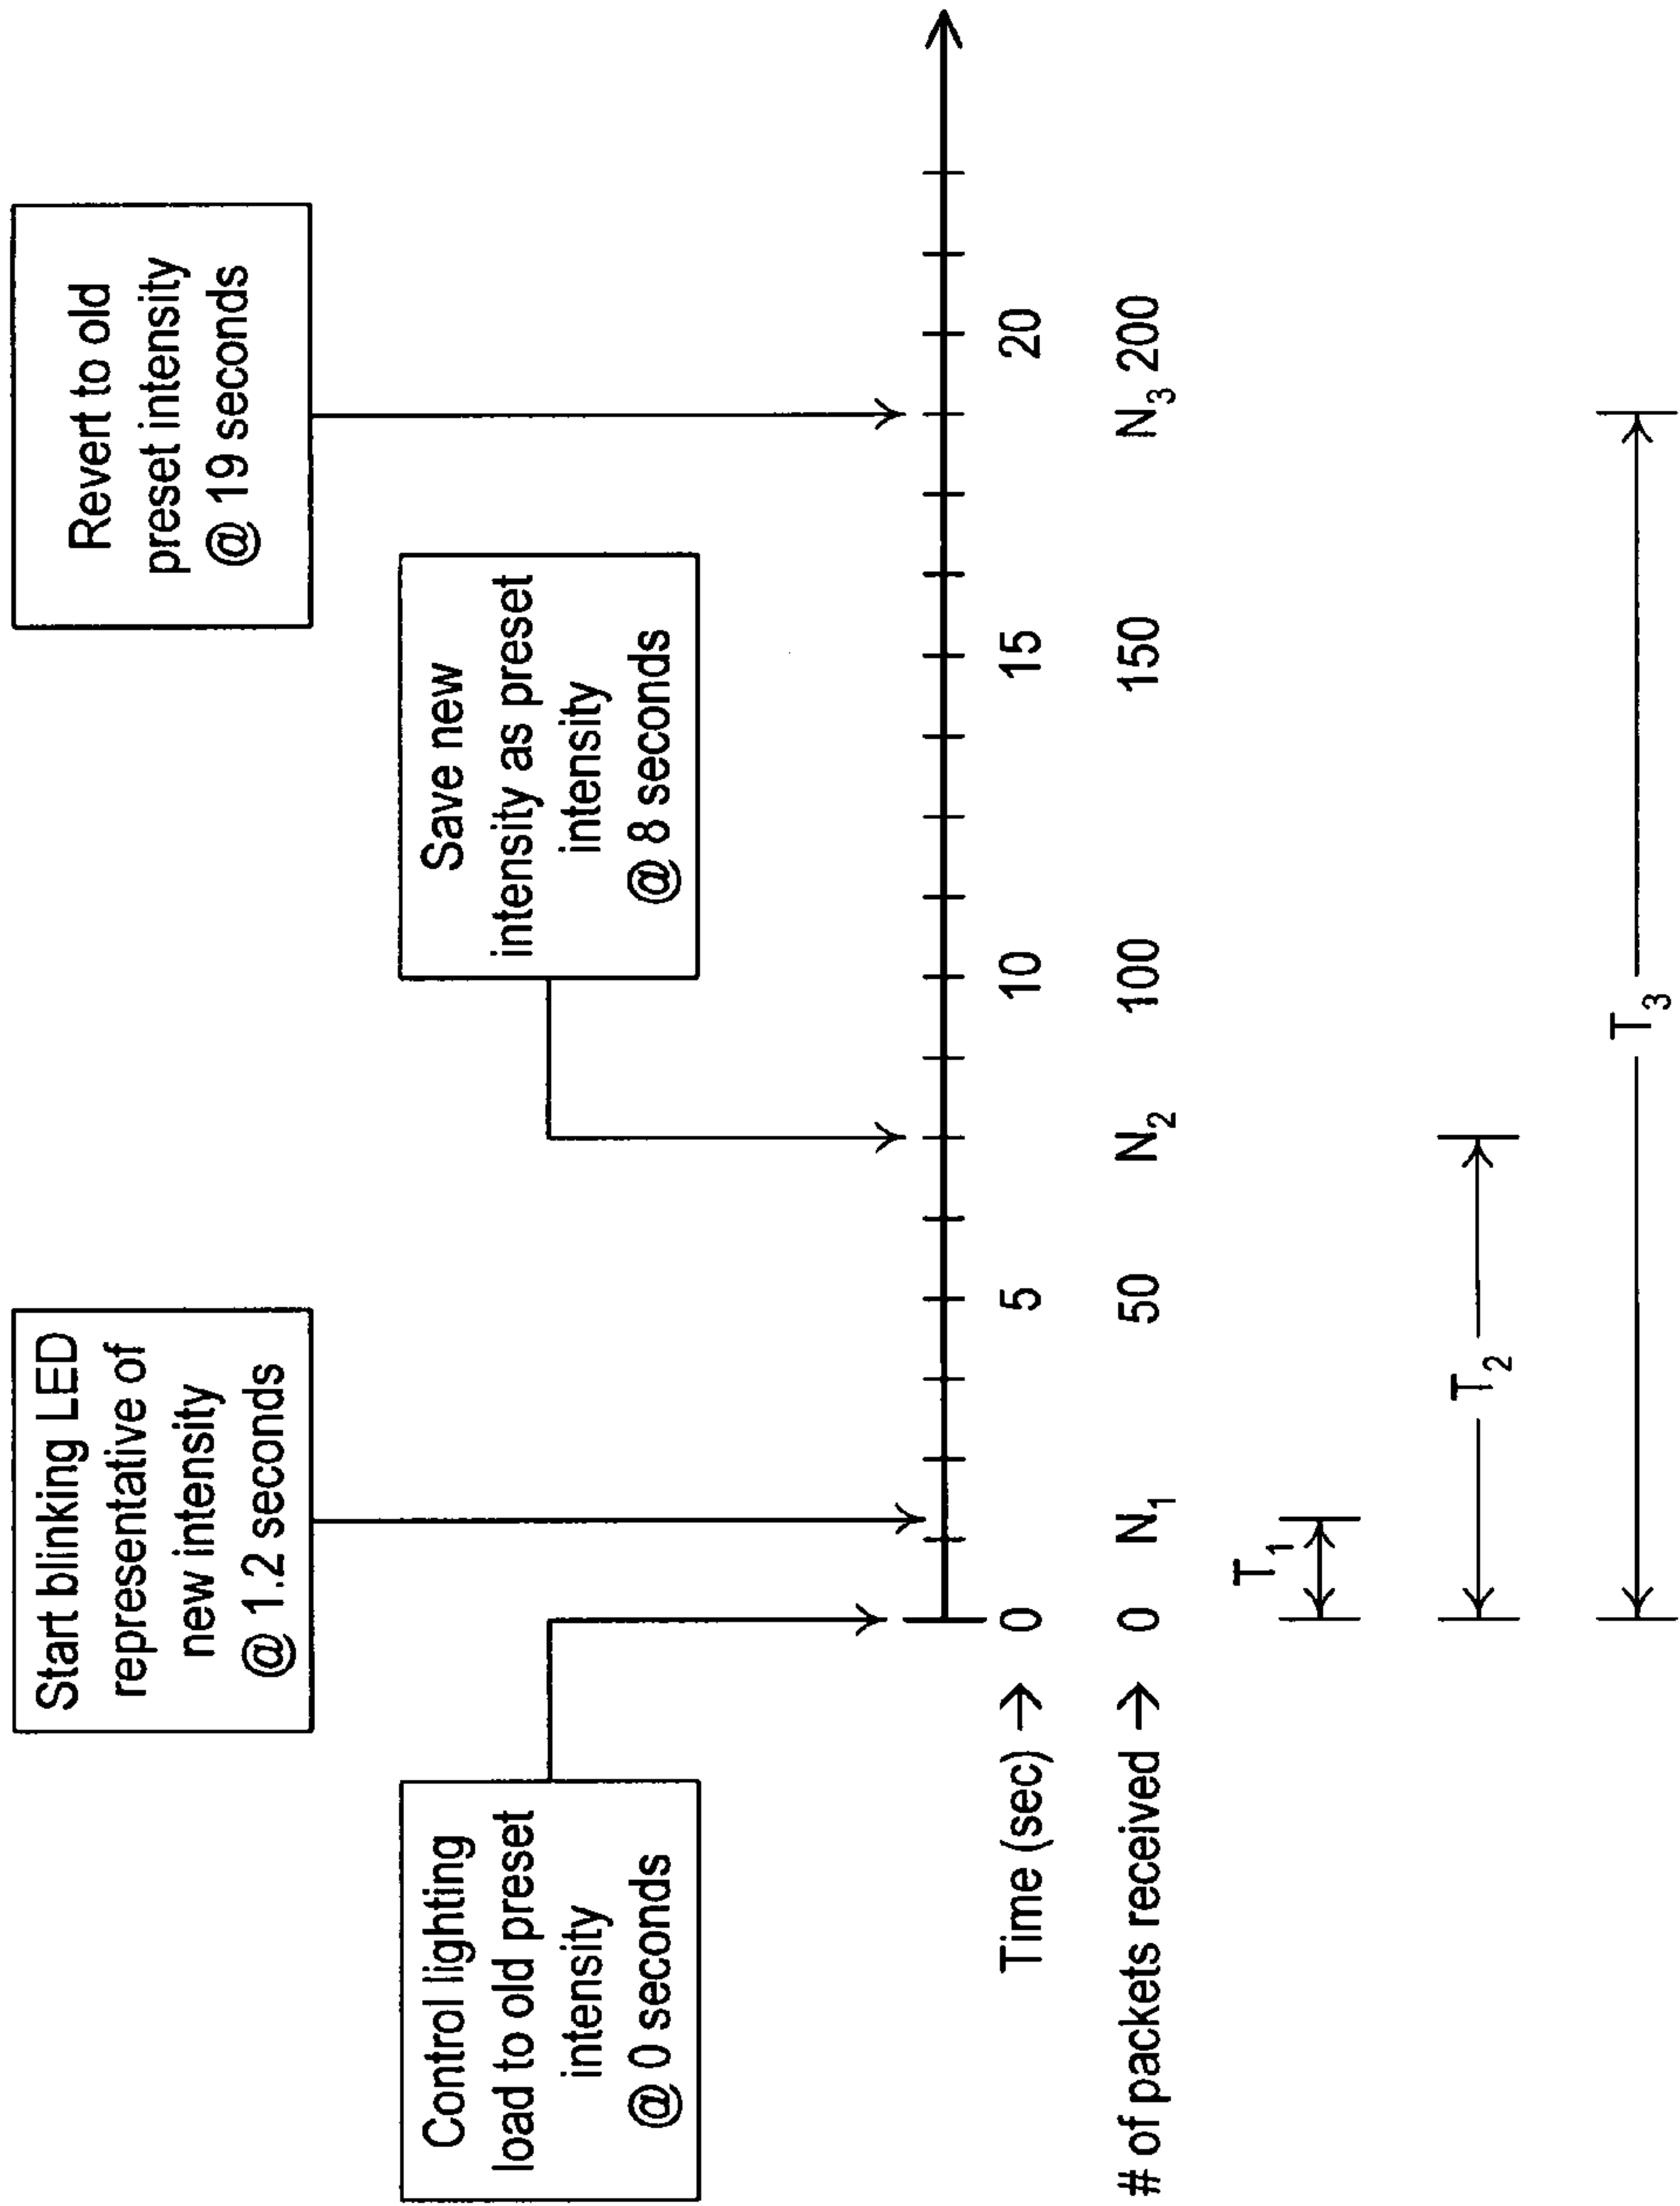 Control lighting
load to old preset
intensity
@ 0 seconds
Start blinking LED
representative of
new intensity
@ 1.2 seconds
Save new
intensity as preset
intensity
@ 8 seconds
Revert to old
preset intensity
@ 19 seconds
Time (sec) → 0 5 10 15 20
# of packets received → 0 N₁ 50 N₂ 100 150 N₃ 200
T₁
T₂
T₃